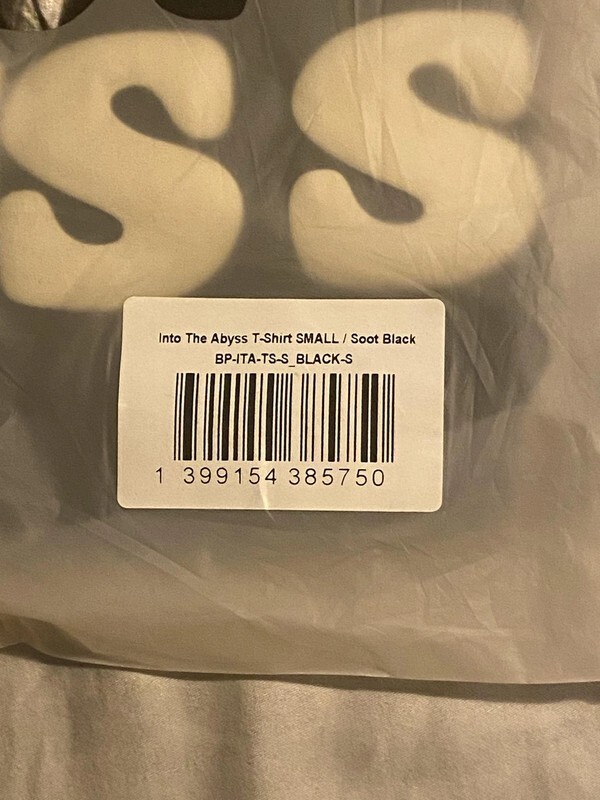 SS
Into The Abyss T-Shirt SMALL / Soot Black
BP-ITA-TS-S_BLACK-S
1 399154 385750